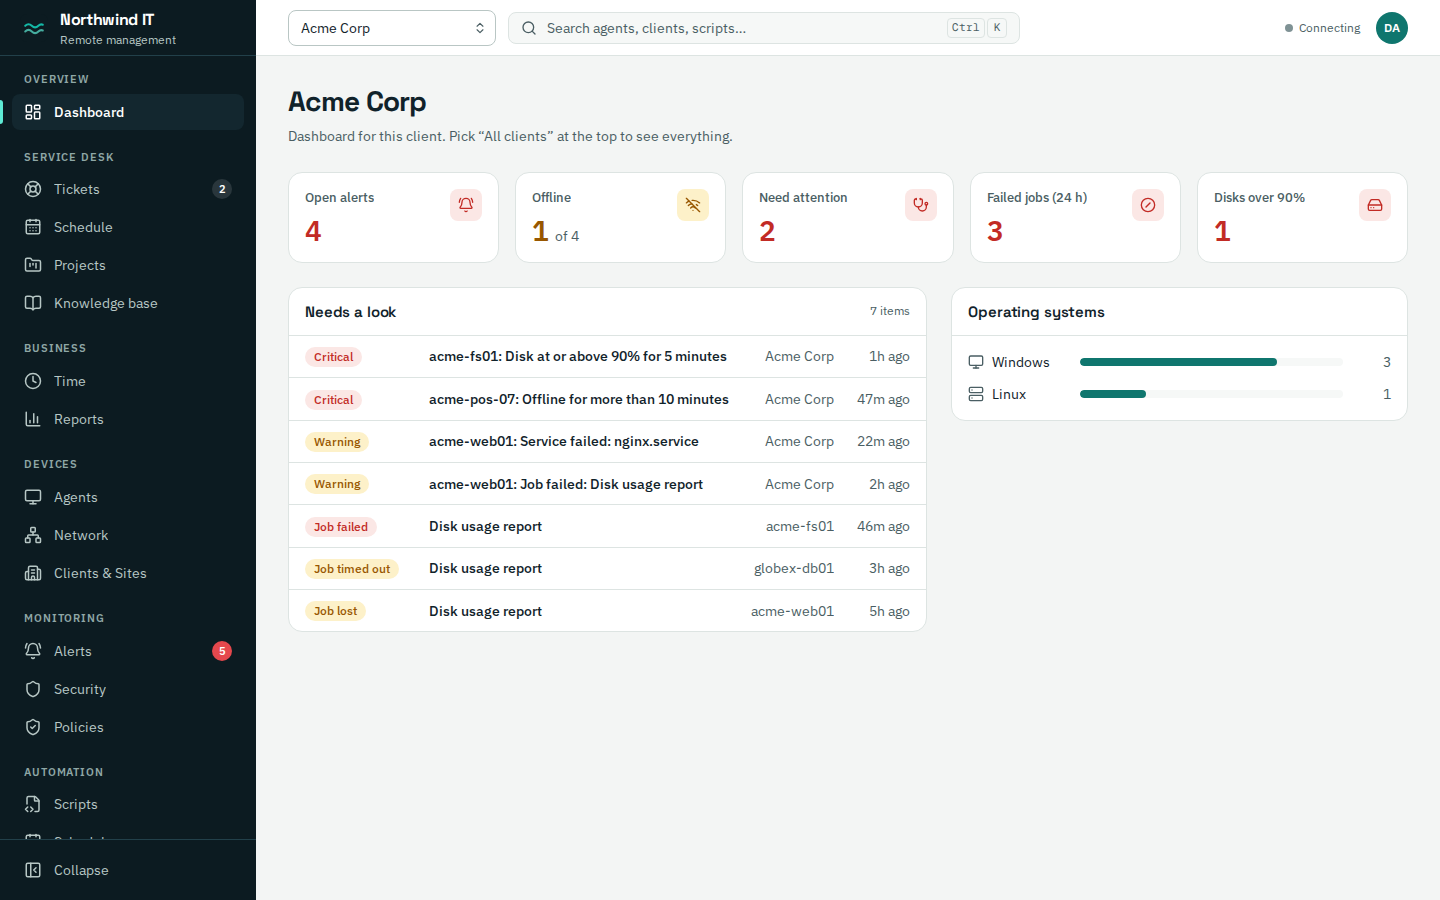 Northwind IT
Remote management
OVERVIEW
Dashboard
SERVICE DESK
Tickets 2
Schedule
Projects
Knowledge base
BUSINESS
Time
Reports
DEVICES
Agents
Network
Clients & Sites
MONITORING
Alerts 5
Security
Policies
AUTOMATION
Scripts
Collapse
Acme Corp
Search agents, clients, scripts...
Ctrl K
Connecting
DA
Acme Corp
Dashboard for this client. Pick “All clients” at the top to see everything.
Open alerts
4
Offline
1 of 4
Need attention
2
Failed jobs (24 h)
3
Disks over 90%
1
Needs a look 7 items
Critical acme-fs01: Disk at or above 90% for 5 minutes Acme Corp 1h ago
Critical acme-pos-07: Offline for more than 10 minutes Acme Corp 47m ago
Warning acme-web01: Service failed: nginx.service Acme Corp 22m ago
Warning acme-web01: Job failed: Disk usage report Acme Corp 2h ago
Job failed Disk usage report acme-fs01 46m ago
Job timed out Disk usage report globex-db01 3h ago
Job lost Disk usage report acme-web01 5h ago
Operating systems
Windows 3
Linux 1